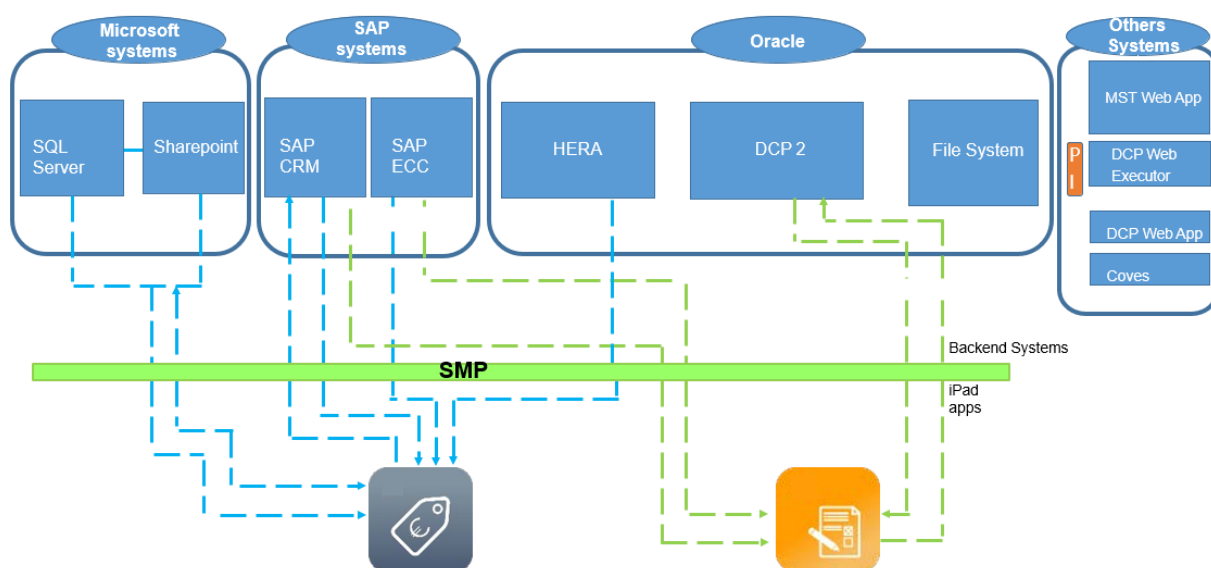 Microsoft
systems
SAP
systems
Oracle
Others
Systems
SQL
Server
Sharepoint
SAP
CRM
SAP
ECC
HERA
DCP 2
File System
MST Web App
P
I
DCP Web
Executor
DCP Web App
Coves
Backend Systems
SMP
iPad
apps
€